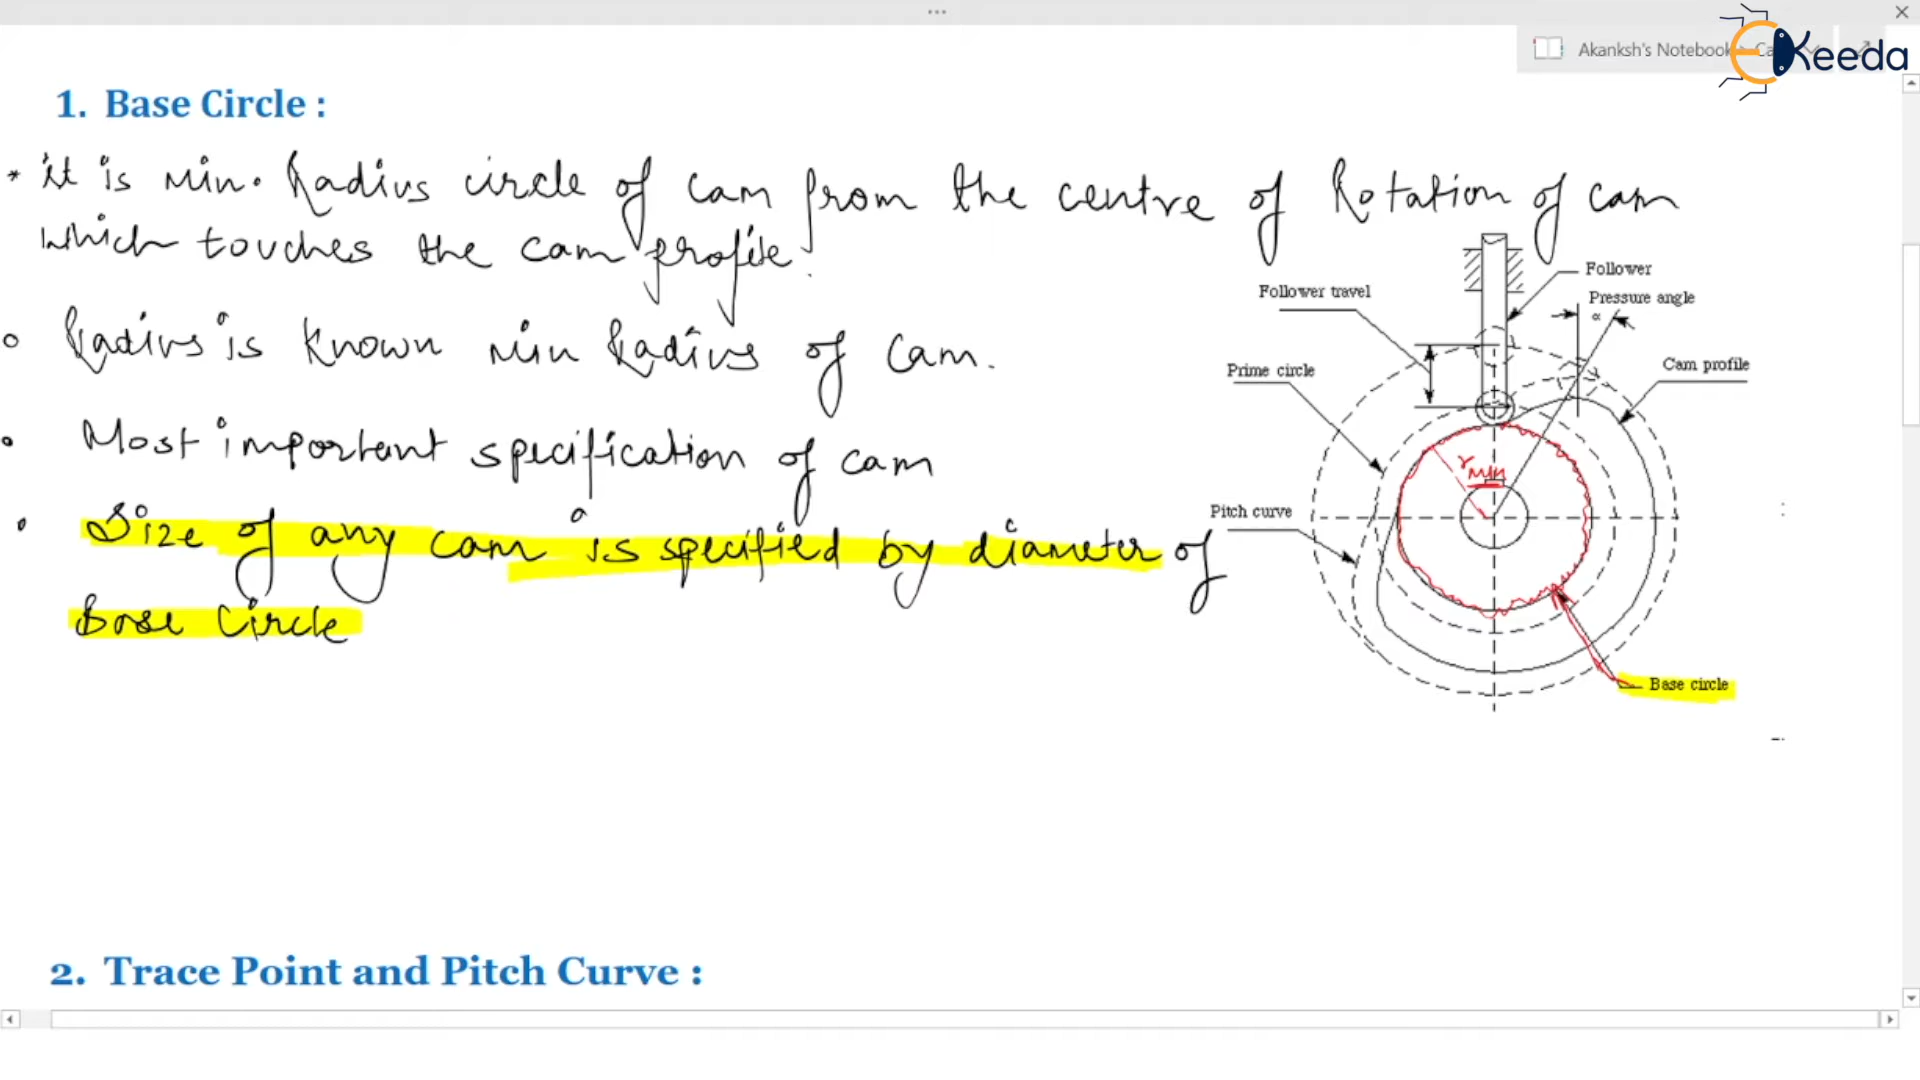 Akanksh's Notebook
Keeda
1. Base Circle :
* it is Min. Radius circle of cam from the centre of Rotation of cam
which touches the cam profile.
Radius is known min Radius of cam.
Most important specification of cam
Size of any cam is specified by diameter of
Base Circle
Follower
Follower travel
Pressure angle
α
Prime circle
Cam profile
r min
Pitch curve
Base circle
2. Trace Point and Pitch Curve :